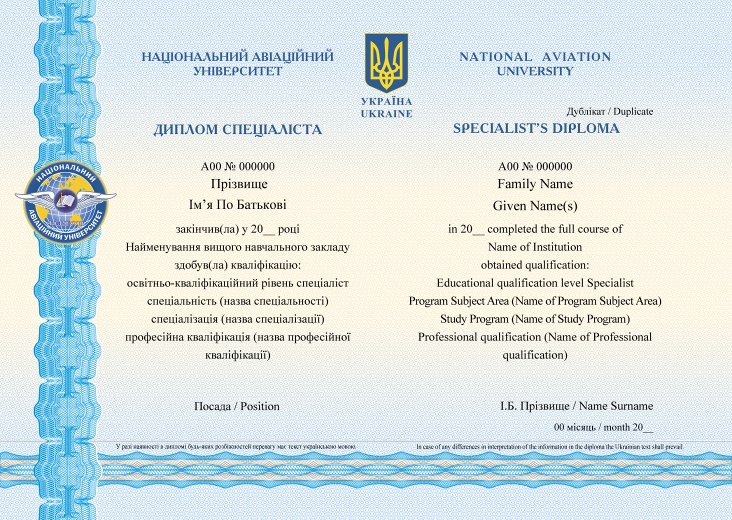 НАЦІОНАЛЬНИЙ АВІАЦІЙНИЙ
УНІВЕРСИТЕТ
NATIONAL AVIATION
UNIVERSITY
УКРАЇНА
UKRAINE
Дублікат / Duplicate
ДИПЛОМ СПЕЦІАЛІСТА
SPECIALIST'S DIPLOMA
НАЦІОНАЛЬНИЙ
АВІАЦІЙНИЙ УНІВЕРСИТЕТ
А00 № 000000
Прізвище
Ім’я По Батькові
закінчив(ла) у 20__ році
Найменування вищого навчального закладу
здобув(ла) кваліфікацію:
освітньо-кваліфікаційний рівень спеціаліст
спеціальність (назва спеціальності)
спеціалізація (назва спеціалізації)
професійна кваліфікація (назва професійної
кваліфікації)
А00 № 000000
Family Name
Given Name(s)
in 20__ completed the full course of
Name of Institution
obtained qualification:
Educational qualification level Specialist
Program Subject Area (Name of Program Subject Area)
Study Program (Name of Study Program)
Professional qualification (Name of Professional
qualification)
Посада / Position
І.Б. Прізвище / Name Surname
00 місяць / month 20__
У разі наявності в дипломі будь-яких розбіжностей перевагу має текст українською мовою.
In case of any differences in interpretation of the information in the diploma the Ukrainian text shall prevail.